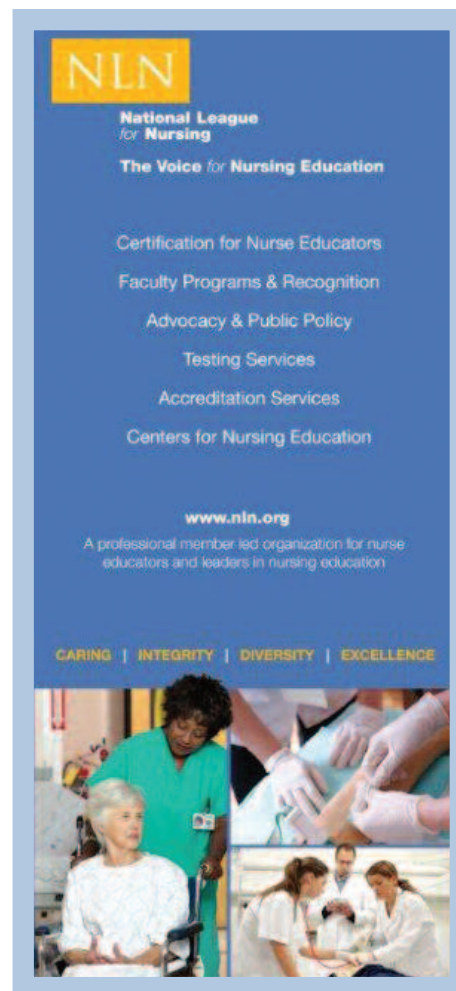 NLN
National League
for Nursing
The Voice for Nursing Education
Certification for Nurse Educators
Faculty Programs & Recognition
Advocacy & Public Policy
Testing Services
Accreditation Services
Centers for Nursing Education
www.nln.org
A professional member led organization for nurse
educators and leaders in nursing education
CARING | INTEGRITY | DIVERSITY | EXCELLENCE